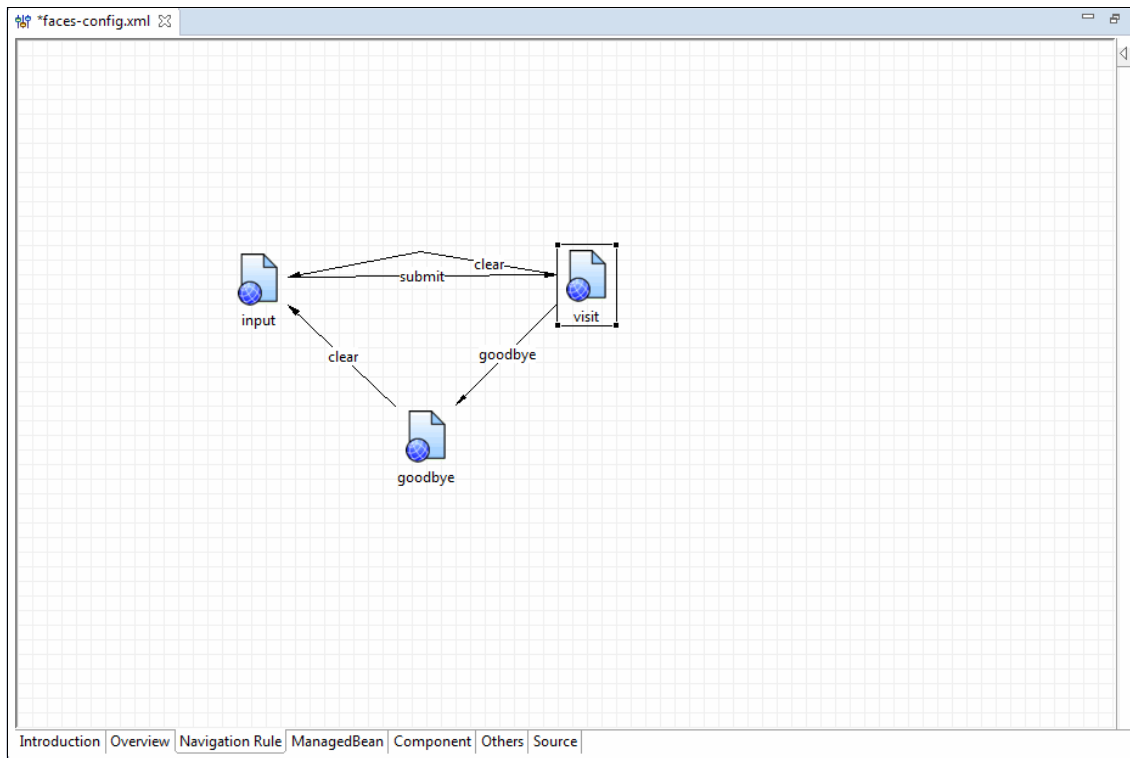 *faces-config.xml
clear
submit
input
visit
clear
goodbye
goodbye
Introduction Overview Navigation Rule ManagedBean Component Others Source